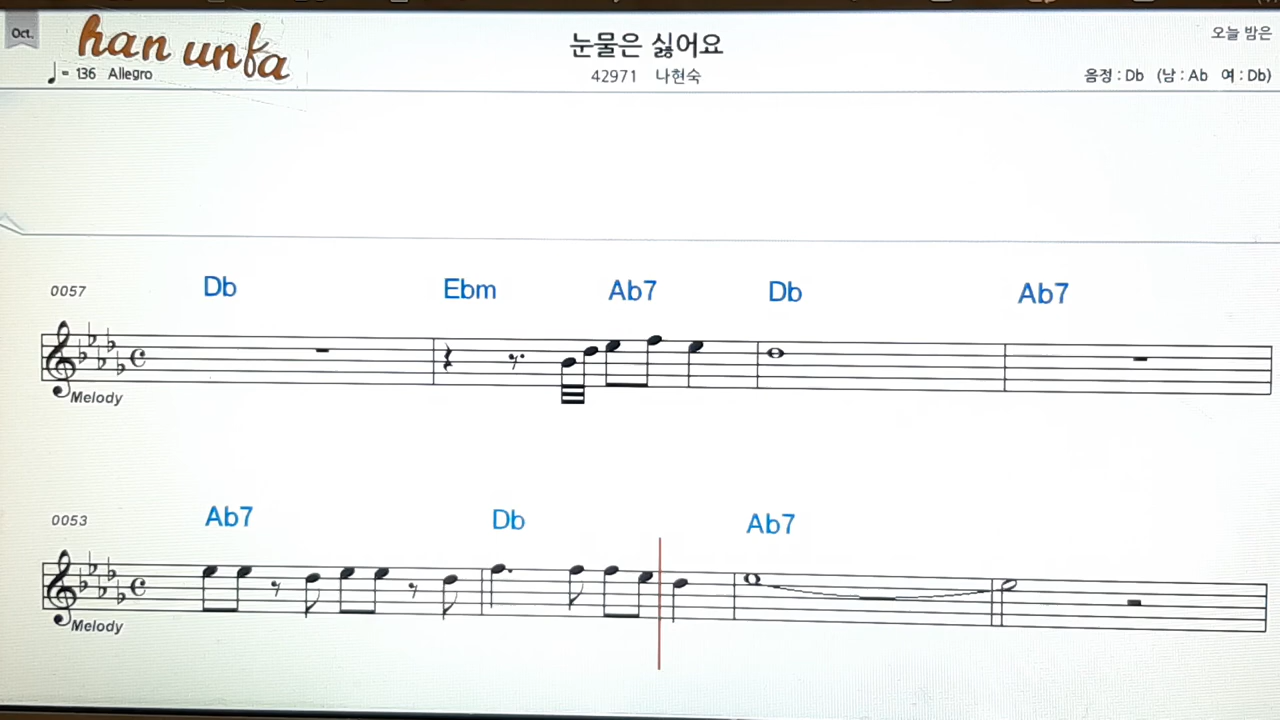 Oct.
han unfa
눈물은 싫어요
오늘 밤은
= 136 Allegro
42971 나현숙
음정 : Db (남 : Ab 여 : Db)
0057
Db Ebm Ab7 Db Ab7
Melody
0053
Ab7 Db Ab7
Melody